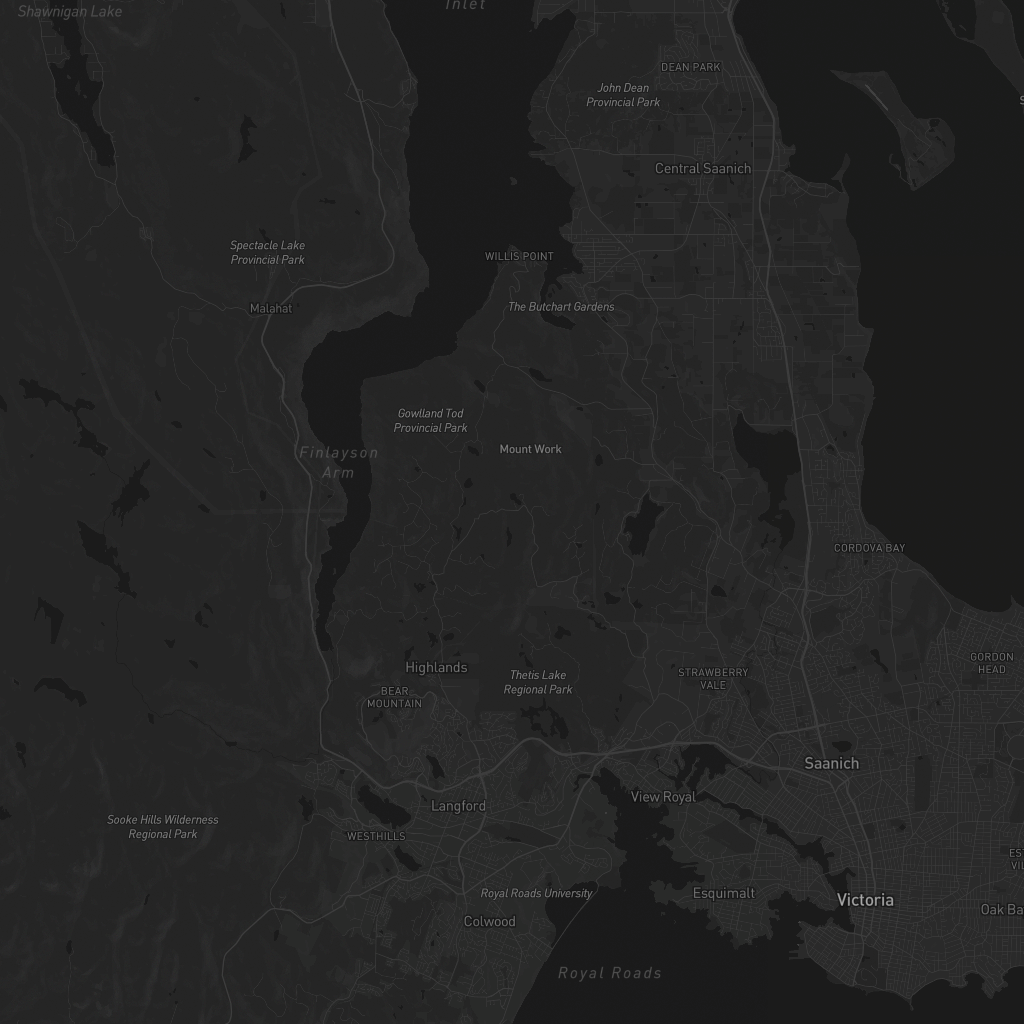 Inlet
Shawnigan Lake
DEAN PARK
John Dean
Provincial Park
Central Saanich
Spectacle Lake
Provincial Park
WILLIS POINT
Malahat
The Butchart Gardens
Gowlland Tod
Provincial Park
Mount Work
Finlayson
Arm
CORDOVA BAY
Highlands
GORDON
HEAD
Thetis Lake
Regional Park
STRAWBERRY
VALE
BEAR
MOUNTAIN
Saanich
View Royal
Langford
Sooke Hills Wilderness
Regional Park
WESTHILLS
Royal Roads University
Esquimalt
Victoria
Colwood
Royal Roads